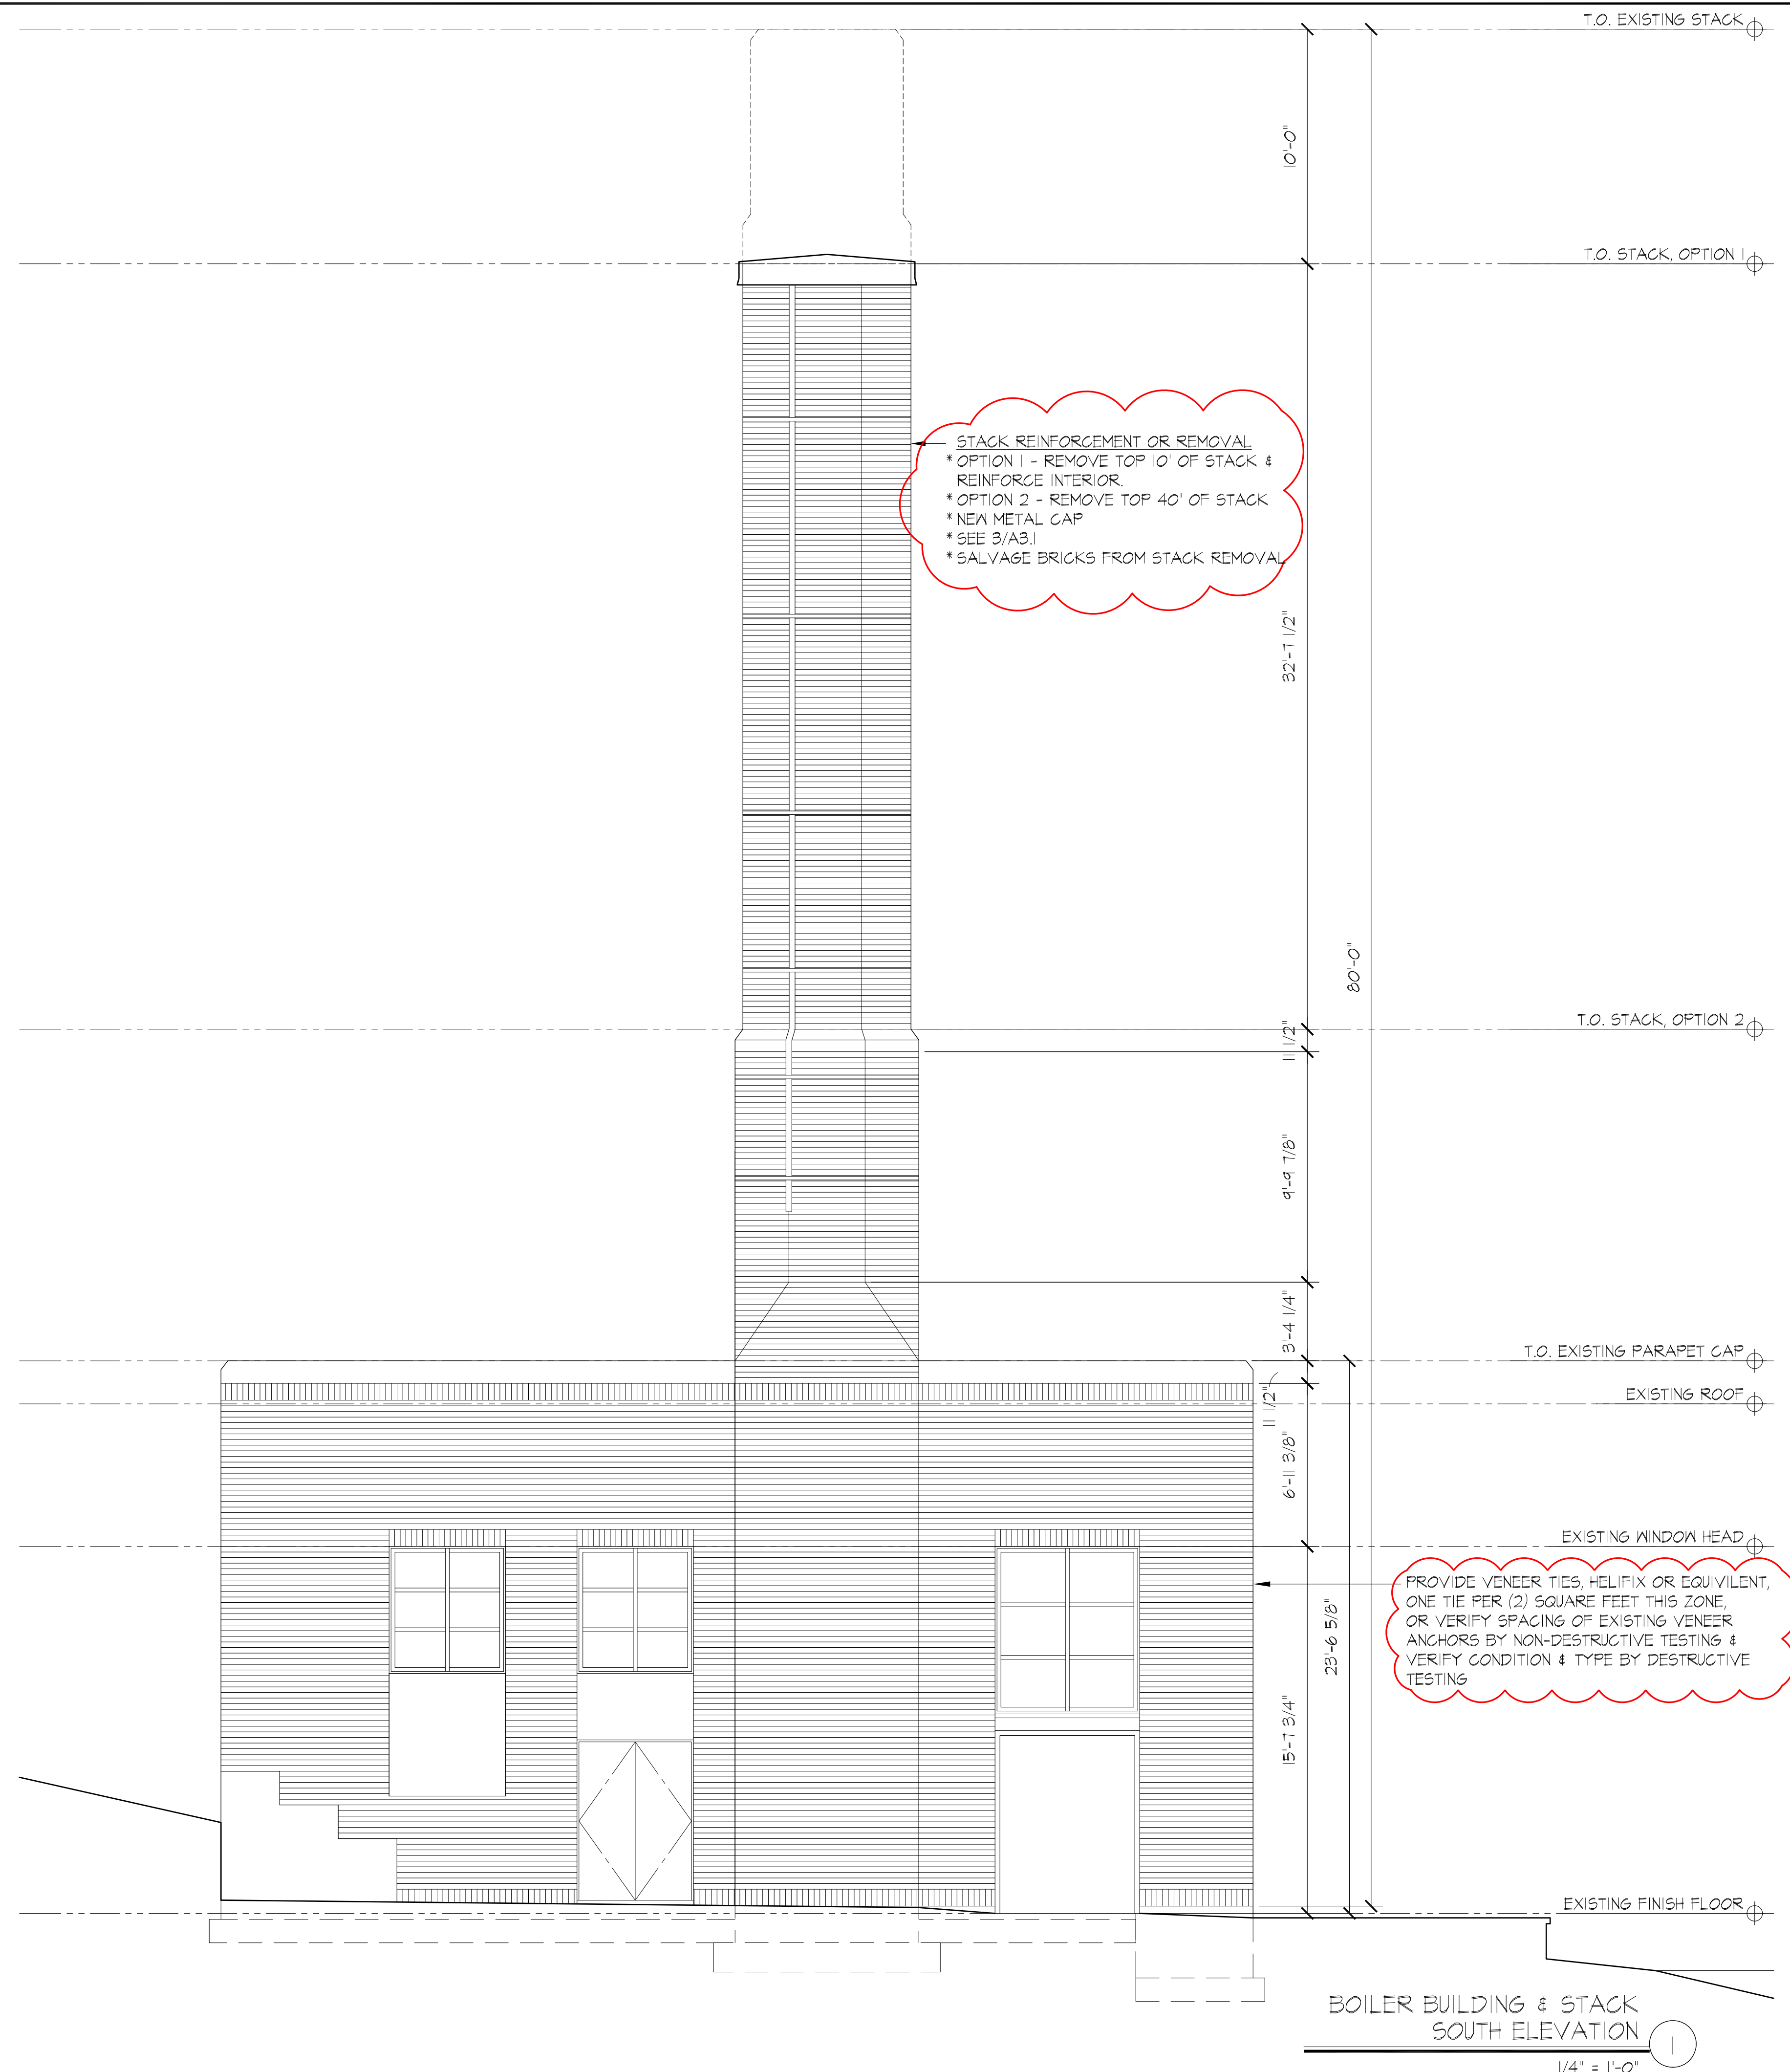 T.O. EXISTING STACK
10'-0"
T.O. STACK, OPTION 1
STACK REINFORCEMENT OR REMOVAL
* OPTION 1 - REMOVE TOP 10' OF STACK &
REINFORCE INTERIOR.
* OPTION 2 - REMOVE TOP 40' OF STACK
* NEW METAL CAP
* SEE 3/A3.1
* SALVAGE BRICKS FROM STACK REMOVAL
32'-7 1/2"
80'-0"
T.O. STACK, OPTION 2
11 1/2"
9'-9 7/8"
3'-4 1/4"
T.O. EXISTING PARAPET CAP
EXISTING ROOF
11 1/2"
6'-11 3/8"
EXISTING WINDOW HEAD
PROVIDE VENEER TIES, HELIFIX OR EQUIVILENT,
ONE TIE PER (2) SQUARE FEET THIS ZONE,
OR VERIFY SPACING OF EXISTING VENEER
ANCHORS BY NON-DESTRUCTIVE TESTING &
VERIFY CONDITION & TYPE BY DESTRUCTIVE
TESTING
23'-6 5/8"
15'-7 3/4"
EXISTING FINISH FLOOR
BOILER BUILDING & STACK
SOUTH ELEVATION
1
1/4" = 1'-0"